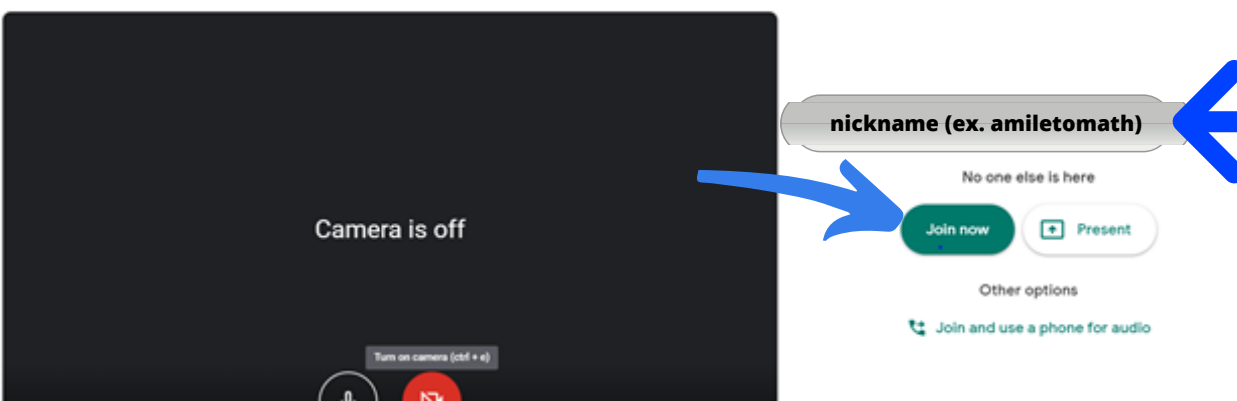 nickname (ex. amiletomath)
No one else is here
Join now
Present
Camera is off
Other options
Join and use a phone for audio
Turn on camera (ctrl + e)